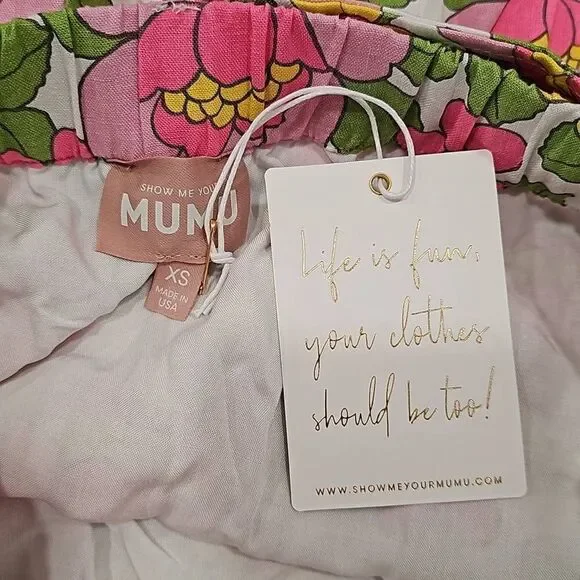 SHOW ME YOUR
MUMU
XS
MADE IN
USA
Life is fun,
your clothes
should be too!
WWW.SHOWMEYOURMUMU.COM